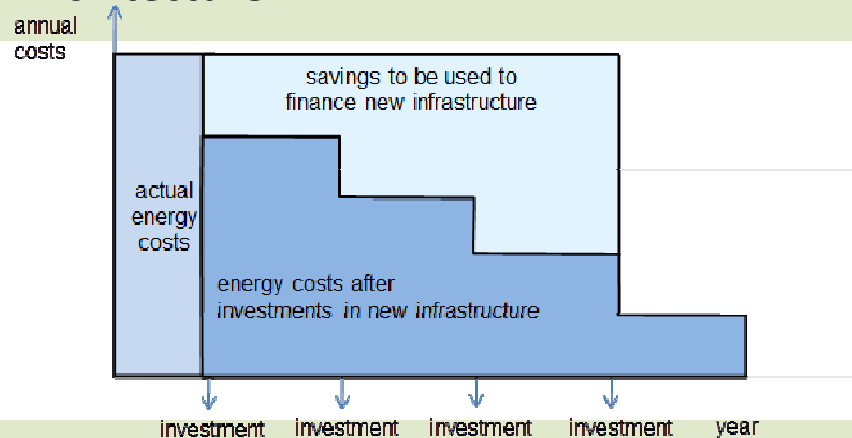 annual
costs
savings to be used to
finance new infrastructure
actual
energy
costs
energy costs after
investments in new infrastructure
investment investment investment investment year